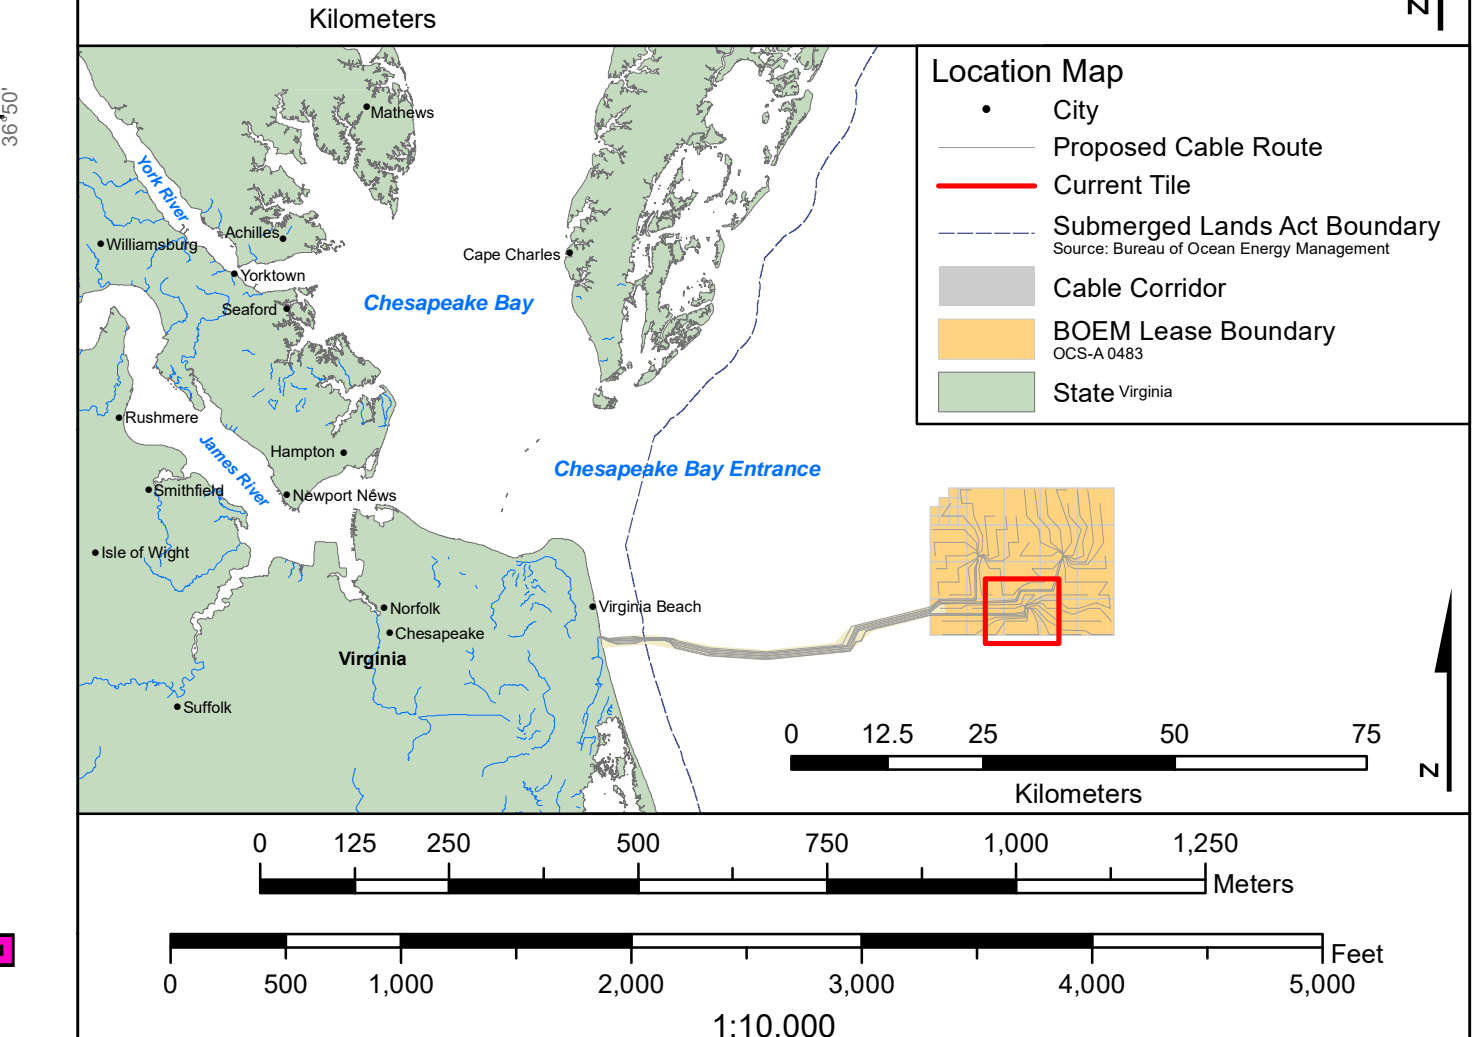 Kilometers
N
36°50'
Location Map
City
Proposed Cable Route
Current Tile
Submerged Lands Act Boundary
Source: Bureau of Ocean Energy Management
Cable Corridor
BOEM Lease Boundary
OCS-A 0483
State Virginia
Mathews
York River
Achilles
Williamsburg
Yorktown
Cape Charles
Seaford
Chesapeake Bay
Rushmere
James River
Hampton
Chesapeake Bay Entrance
Smithfield
Newport News
Isle of Wight
Norfolk
Virginia Beach
Chesapeake
Virginia
Suffolk
0 12.5 25 50 75
Kilometers
N
0 125 250 500 750 1,000 1,250
Meters
Feet
0 500 1,000 2,000 3,000 4,000 5,000
1:10,000